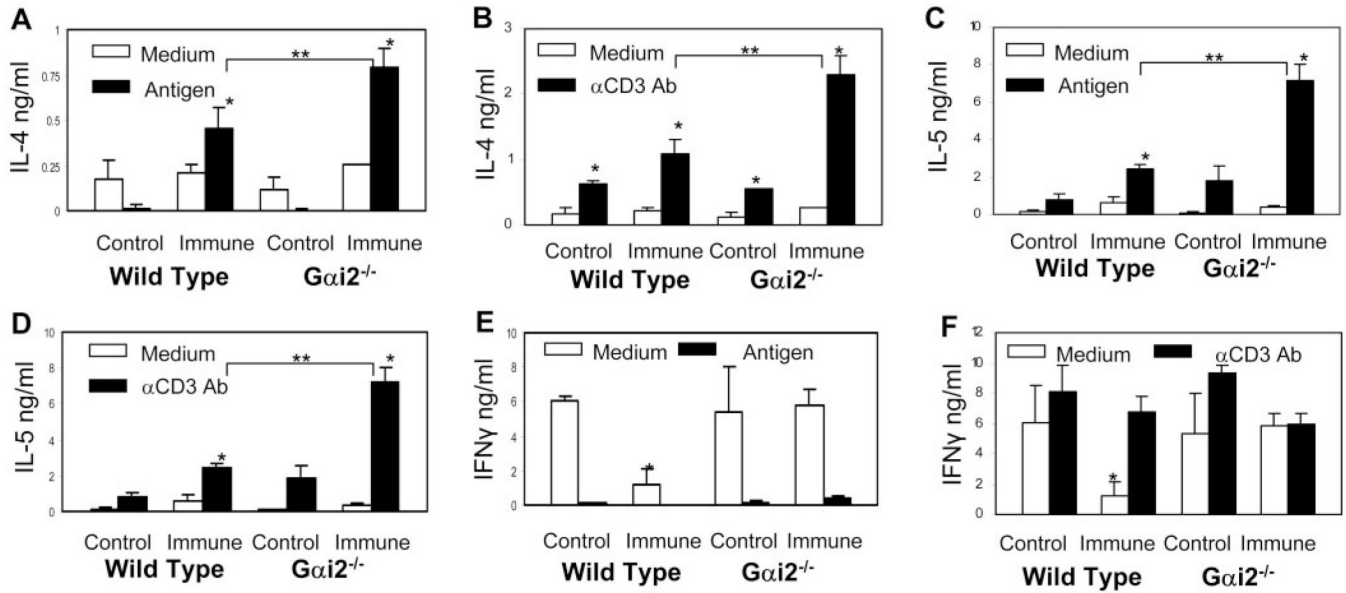 A
IL-4 ng/ml
1
0.75
0.5
0.25
0
Medium
Antigen
*
**
*
Control Immune Control Immune
Wild Type Gαi2-/-
B
IL-4 ng/ml
3
2
1
0
Medium
αCD3 Ab
*
*
*
**
*
Control Immune Control Immune
Wild Type Gαi2-/-
C
IL-5 ng/ml
10
8
6
4
2
0
Medium
Antigen
*
**
*
Control Immune Control Immune
Wild Type Gαi2-/-
D
IL-5 ng/ml
10
8
6
4
2
0
Medium
αCD3 Ab
*
**
*
Control Immune Control Immune
Wild Type Gαi2-/-
E
IFNγ ng/ml
10
8
6
4
2
0
Medium Antigen
*
Control Immune Control Immune
Wild Type Gαi2-/-
F
IFNγ ng/ml
12
10
8
6
4
2
0
Medium αCD3 Ab
*
Control Immune Control Immune
Wild Type Gαi2-/-